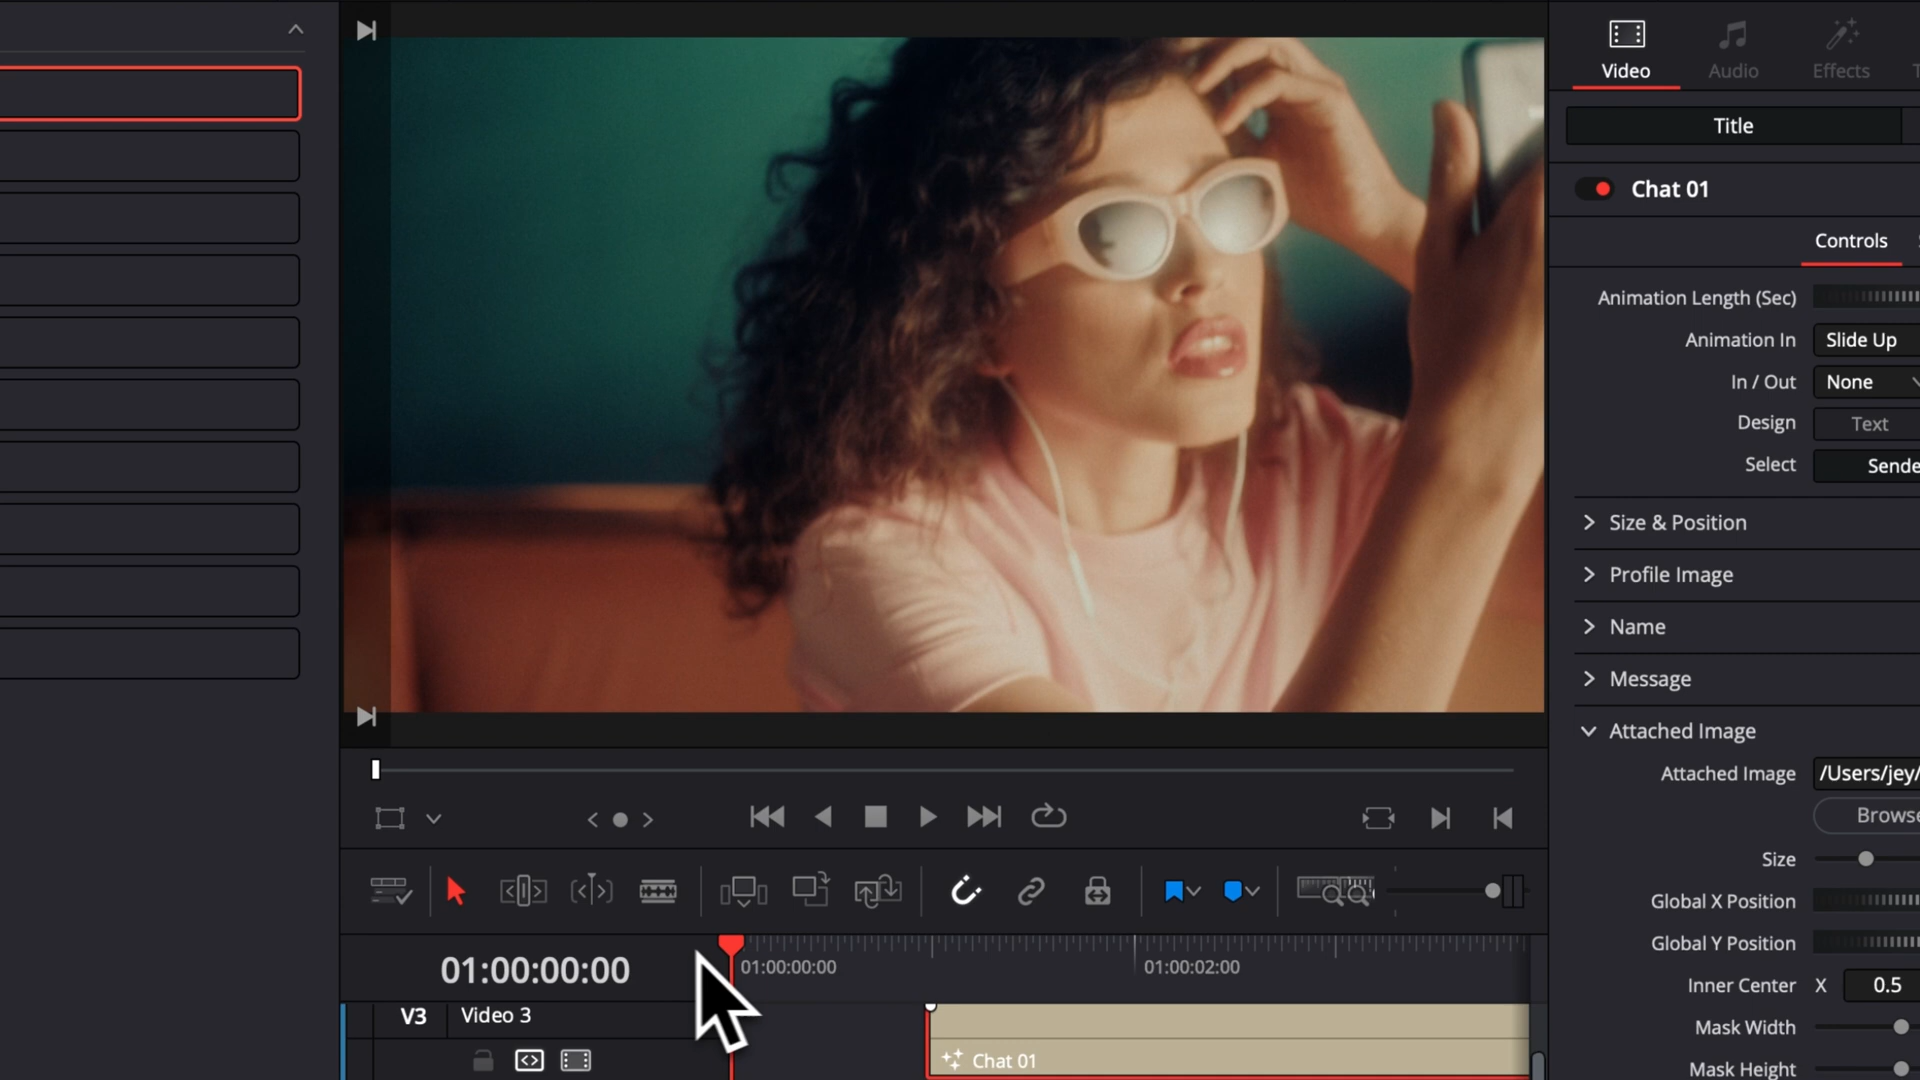 Video
Audio
Effects
Title
Chat 01
Controls
Animation Length (Sec)
Animation In
Slide Up
In / Out
None
Design
Text
Select
Sende
Size & Position
Profile Image
Name
Message
Attached Image
Attached Image
/Users/jey/
Browse
Size
Global X Position
Global Y Position
Inner Center X 0.5
Mask Width
Mask Height
01:00:00:00
01:00:00:00
01:00:02:00
V3
Video 3
Chat 01